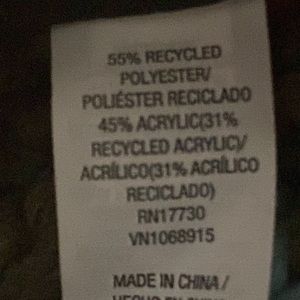 55% RECYCLED
POLYESTER/
POLIÉSTER RECICLADO
45% ACRYLIC(31%
RECYCLED ACRYLIC)/
ACRÍLICO(31% ACRÍLICO
RECICLADO)
RN17730
VN1068915
MADE IN CHINA /